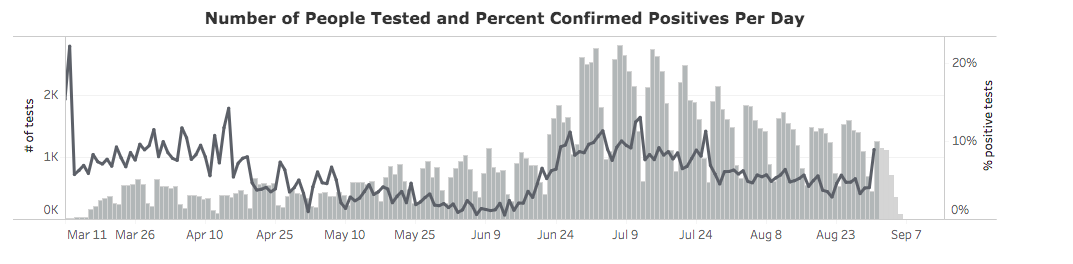 Number of People Tested and Percent Confirmed Positives Per Day
# of tests
2K
1K
0K
20%
10%
0%
% positive tests
Mar 11 Mar 26 Apr 10 Apr 25 May 10 May 25 Jun 9 Jun 24 Jul 9 Jul 24 Aug 8 Aug 23 Sep 7